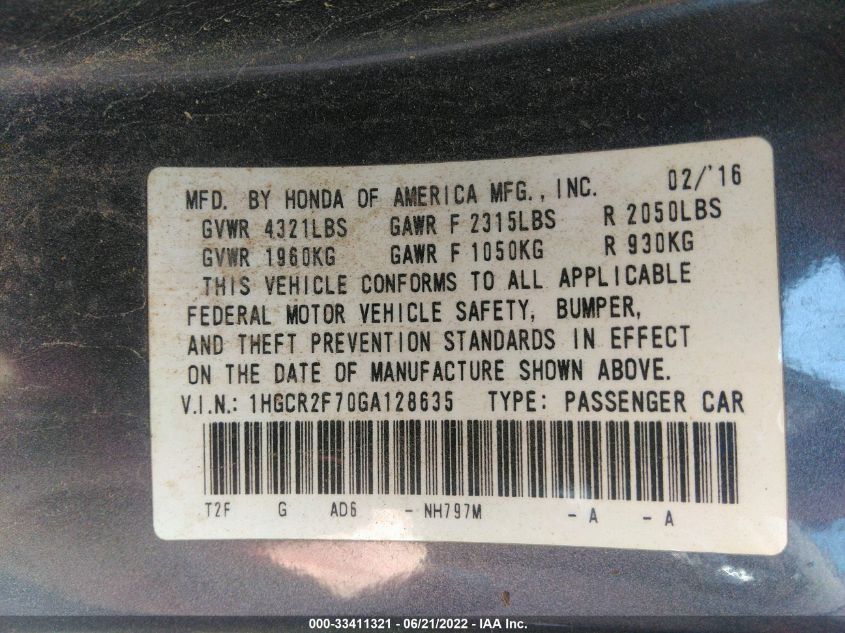 MFD. BY HONDA OF AMERICA MFG., INC. 02/'16
GVWR 4321LBS GAWR F 2315LBS R 2050LBS
GVWR 1960KG GAWR F 1050KG R 930KG
THIS VEHICLE CONFORMS TO ALL APPLICABLE
FEDERAL MOTOR VEHICLE SAFETY, BUMPER,
AND THEFT PREVENTION STANDARDS IN EFFECT
ON THE DATE OF MANUFACTURE SHOWN ABOVE.
V.I.N.: 1HGCR2F70GA128635 TYPE: PASSENGER CAR
T2F G AD6 - NH797M - A - A
000-33411321 - 06/21/2022 - IAA Inc.